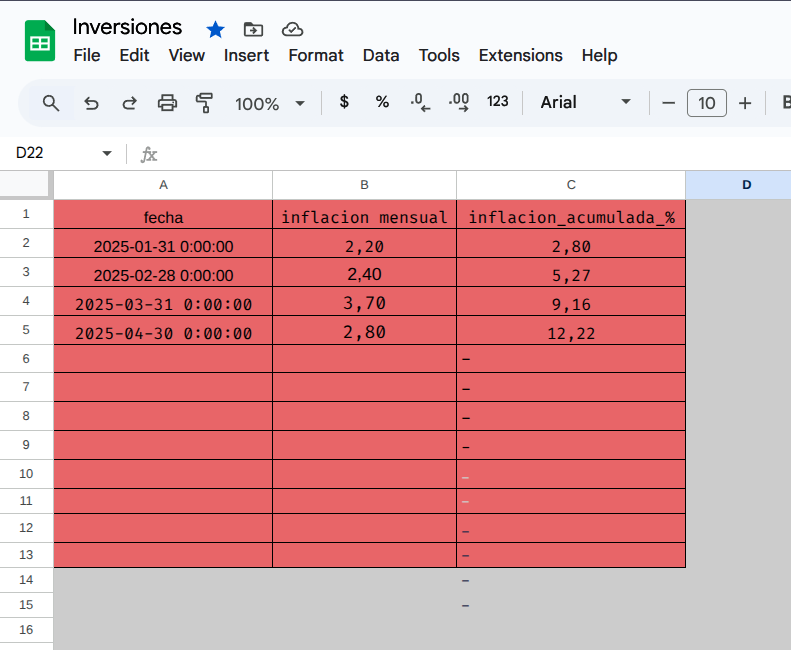 Inversiones
File Edit View Insert Format Data Tools Extensions Help
100% $ % .0 .00 123 Arial 10 B
D22 fx
A B C D
1 fecha inflacion mensual inflacion_acumulada_%
2 2025-01-31 0:00:00 2,20 2,80
3 2025-02-28 0:00:00 2,40 5,27
4 2025-03-31 0:00:00 3,70 9,16
5 2025-04-30 0:00:00 2,80 12,22
6 –
7 –
8 –
9 –
10 –
11 –
12 –
13 –
14 –
15 –
16